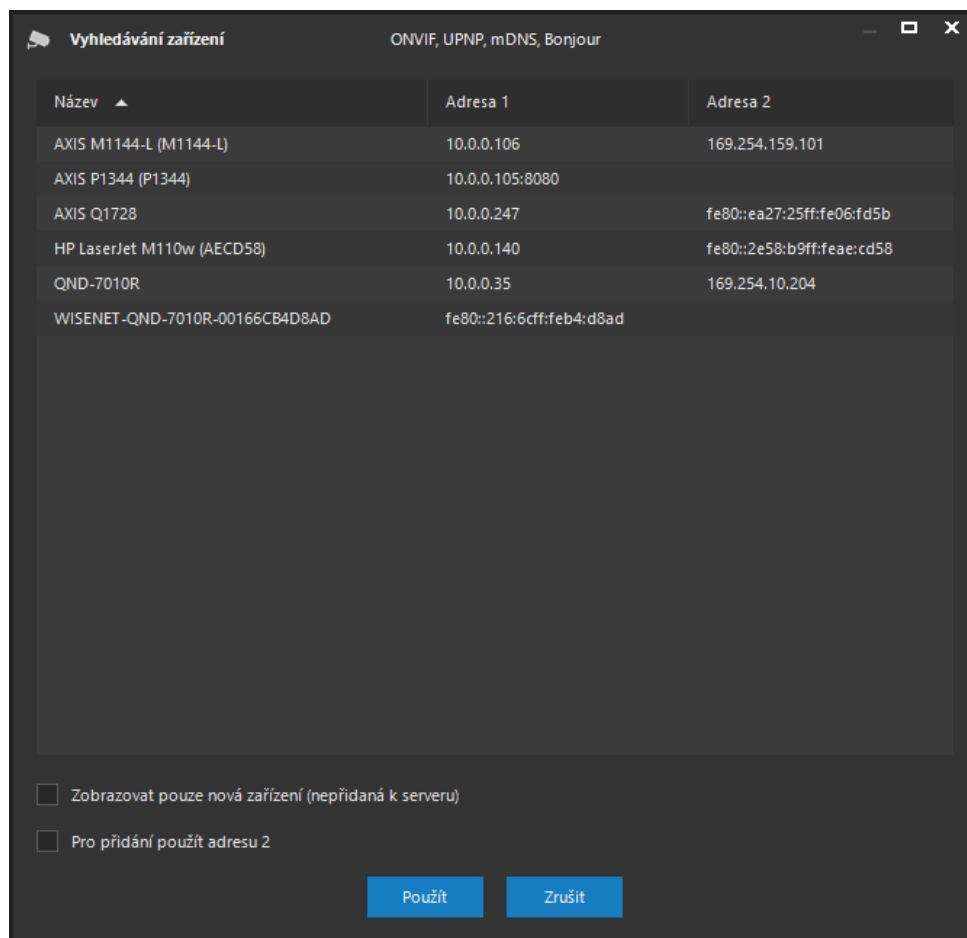 Vyhledávání zařízení ONVIF, UPNP, mDNS, Bonjour
Název Adresa 1 Adresa 2
AXIS M1144-L (M1144-L) 10.0.0.106 169.254.159.101
AXIS P1344 (P1344) 10.0.0.105:8080
AXIS Q1728 10.0.0.247 fe80::ea27:25ff:fe06:fd5b
HP LaserJet M110w (AECD58) 10.0.0.140 fe80::2e58:b9ff:feae:cd58
QND-7010R 10.0.0.35 169.254.10.204
WISENET-QND-7010R-00166CB4D8AD fe80::216:6cff:feb4:d8ad
Zobrazovat pouze nová zařízení (nepřidaná k serveru)
Pro přidání použít adresu 2
Použít Zrušit